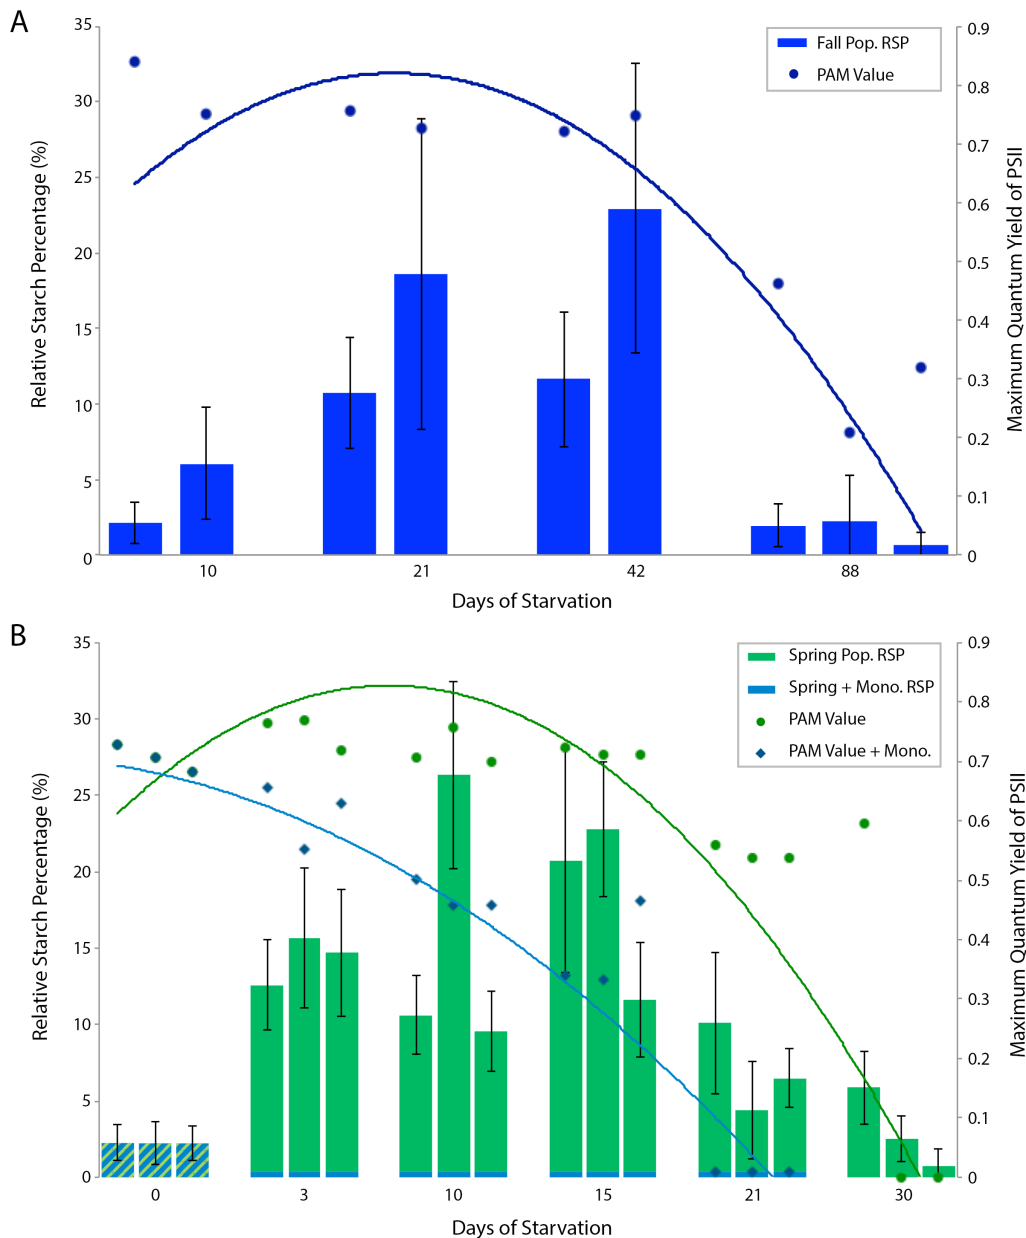 A
35
30
25
20
15
10
5
0
Relative Starch Percentage (%)
0.9
0.8
0.7
0.6
0.5
0.4
0.3
0.2
0.1
0
Maximum Quantum Yield of PSII
Fall Pop. RSP
PAM Value
10 21 42 88
Days of Starvation
B
35
30
25
20
15
10
5
0
Relative Starch Percentage (%)
0.9
0.8
0.7
0.6
0.5
0.4
0.3
0.2
0.1
0
Maximum Quantum Yield of PSII
Spring Pop. RSP
Spring + Mono. RSP
PAM Value
PAM Value + Mono.
0 3 10 15 21 30
Days of Starvation